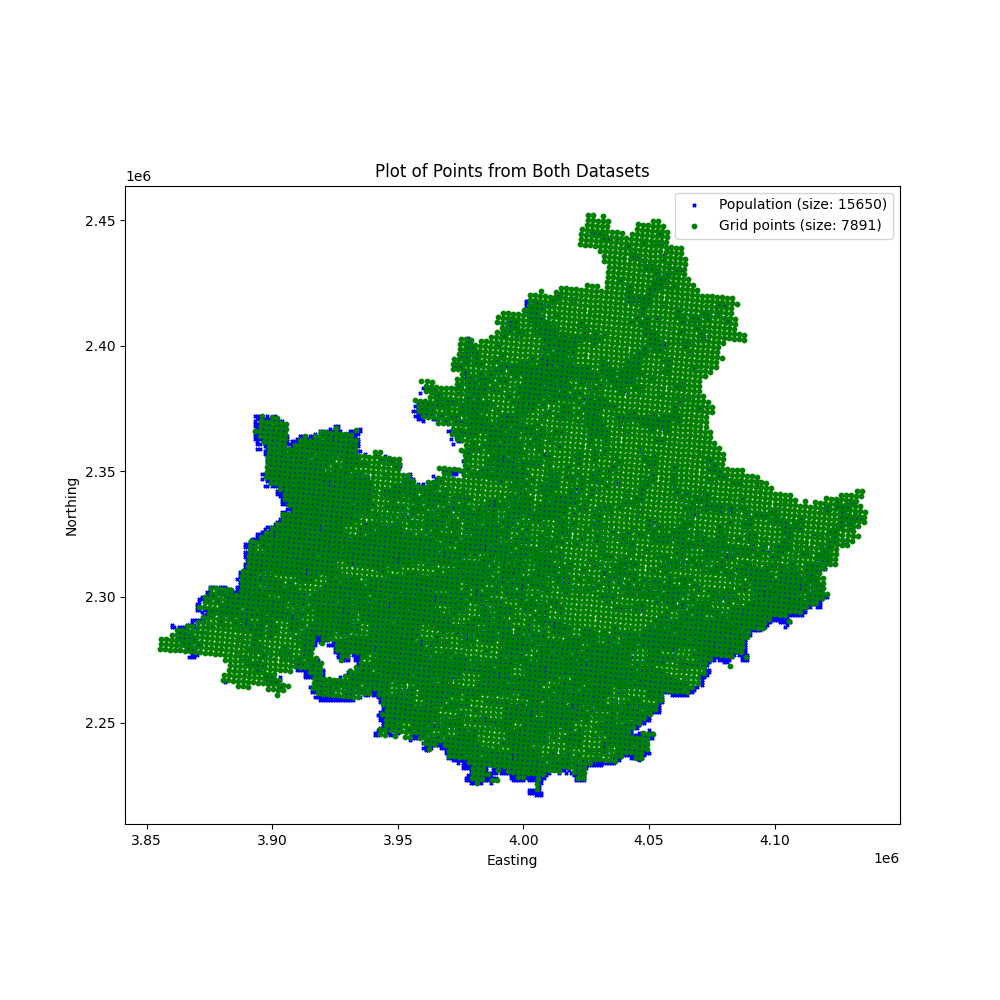 Plot of Points from Both Datasets
1e6
Population (size: 15650)
Grid points (size: 7891)
2.45
2.40
2.35
2.30
2.25
Northing
3.85 3.90 3.95 4.00 4.05 4.10
Easting
1e6